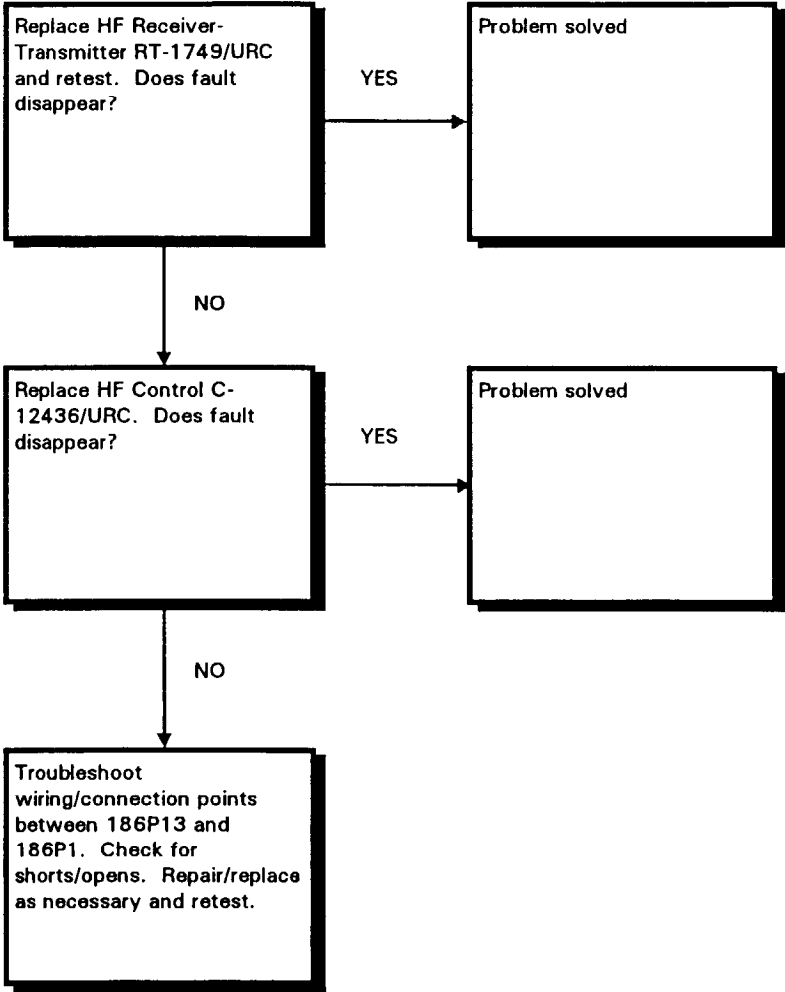 Replace HF Receiver-
Transmitter RT-1749/URC
and retest. Does fault
disappear?
YES
Problem solved
NO
Replace HF Control C-
12436/URC. Does fault
disappear?
YES
Problem solved
NO
Troubleshoot
wiring/connection points
between 186P13 and
186P1. Check for
shorts/opens. Repair/replace
as necessary and retest.